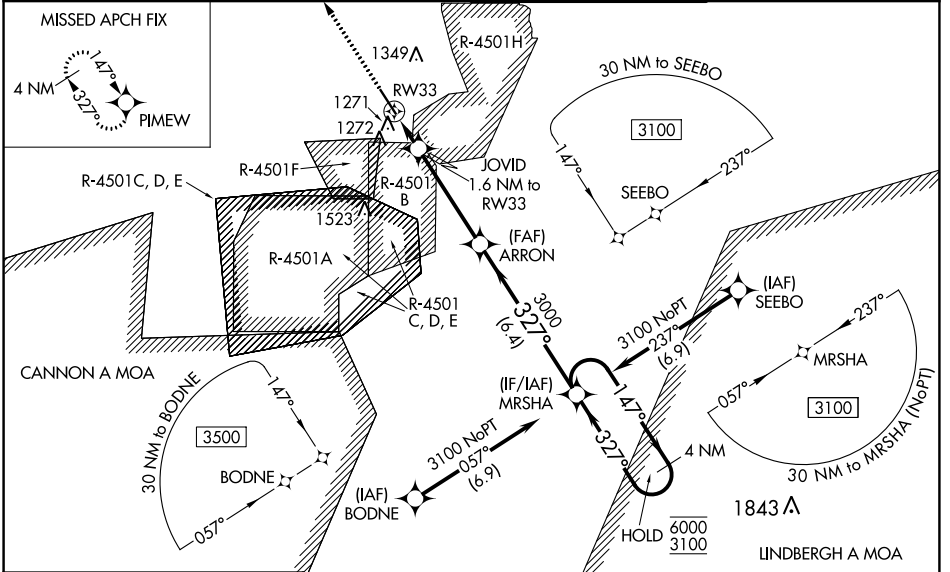 MISSED APCH FIX
147°
4 NM
327°
PIMEW
1349
R-4501H
RW33
1271
1272
30 NM to SEEBO
3100
147°
237°
SEEBO
R-4501F
R-4501
B
JOVID
1.6 NM to
RW33
R-4501C, D, E
1523
R-4501A
(FAF)
ARRON
R-4501
C, D, E
3000
327°
(6.4)
(IAF)
SEEBO
3100 NoPT
237°
(6.9)
237°
MRSHA
057°
3100
30 NM to MRSHA (NoPT)
CANNON A MOA
(IF/IAF)
MRSHA
147°
327°
4 NM
30 NM to BODNE
147°
3500
BODNE
057°
3100 NoPT
057°
(6.9)
(IAF)
BODNE
HOLD
6000
3100
1843
LINDBERGH A MOA